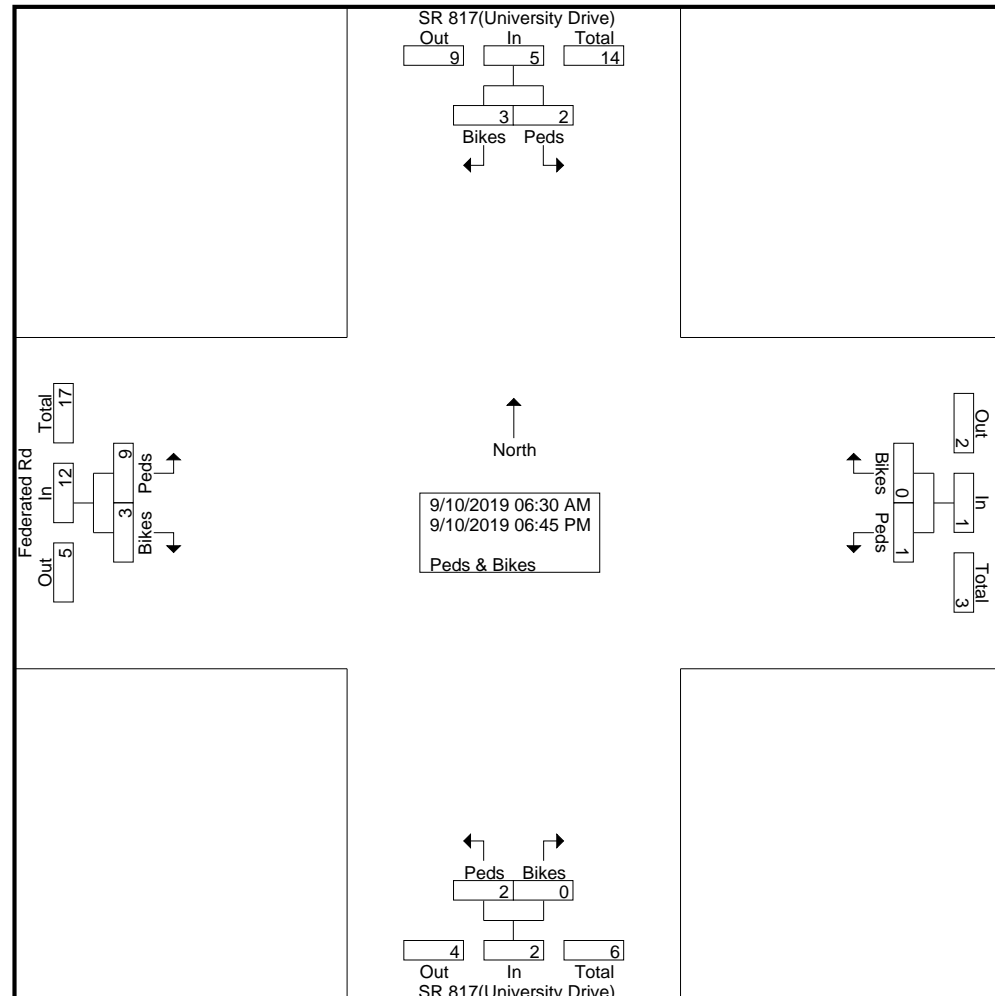 SR 817(University Drive)
Out In Total
9 5 14
3 2
Bikes Peds
Federated Rd
Total In Out
17 12 5
9 3
Peds Bikes
North
9/10/2019 06:30 AM
9/10/2019 06:45 PM
Peds & Bikes
Out In Total
2 1 3
0 1
Bikes Peds
Peds Bikes
2 0
4 2 6
Out In Total
SR 817(University Drive)